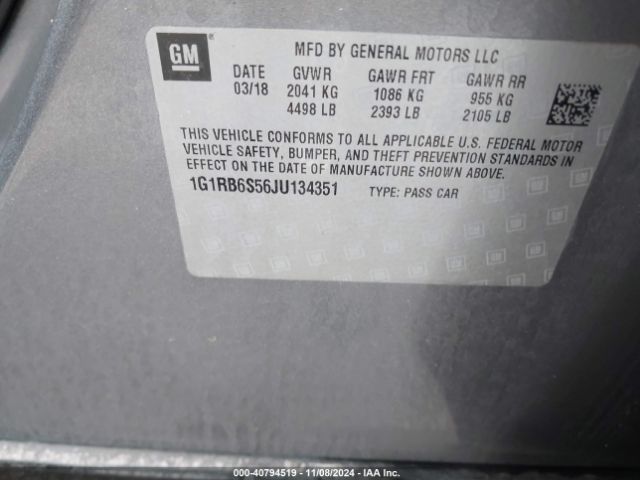 GM
®
MFD BY GENERAL MOTORS LLC
DATE GVWR GAWR FRT GAWR RR
03/18 2041 KG 1086 KG 955 KG
4498 LB 2393 LB 2105 LB
THIS VEHICLE CONFORMS TO ALL APPLICABLE U.S. FEDERAL MOTOR
VEHICLE SAFETY, BUMPER, AND THEFT PREVENTION STANDARDS IN
EFFECT ON THE DATE OF MANUFACTURE SHOWN ABOVE.
1G1RB6S56JU134351 TYPE: PASS CAR
000-40794519 - 11/08/2024 - IAA Inc.